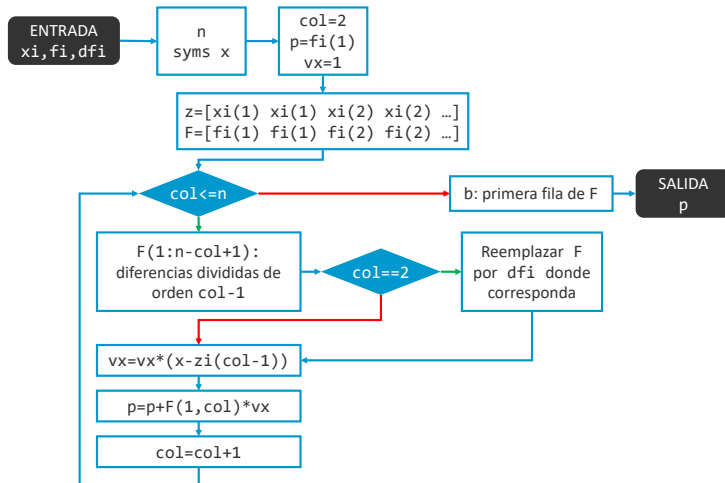 ENTRADA
xi,fi,dfi
n
syms x
col=2
p=fi(1)
vx=1
z=[xi(1) xi(1) xi(2) xi(2) …]
F=[fi(1) fi(1) fi(2) fi(2) …]
col<=n
b: primera fila de F
SALIDA
p
F(1:n-col+1):
diferencias divididas de
orden col-1
col==2
Reemplazar F
por dfi donde
corresponda
vx=vx*(x-zi(col-1))
p=p+F(1,col)*vx
col=col+1